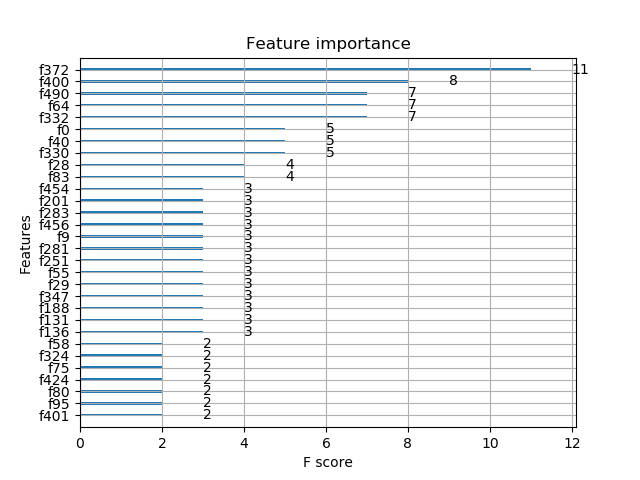 Feature importance
f372 11
f400 8
f490 7
f64 7
f332 7
f0 5
f40 5
f330 5
f28 4
f83 4
f454 3
f201 3
f283 3
f456 3
f9 3
f281 3
f251 3
f55 3
f29 3
f347 3
f188 3
f131 3
f136 3
f58 2
f324 2
f75 2
f424 2
f80 2
f95 2
f401 2
Features
0 2 4 6 8 10 12
F score